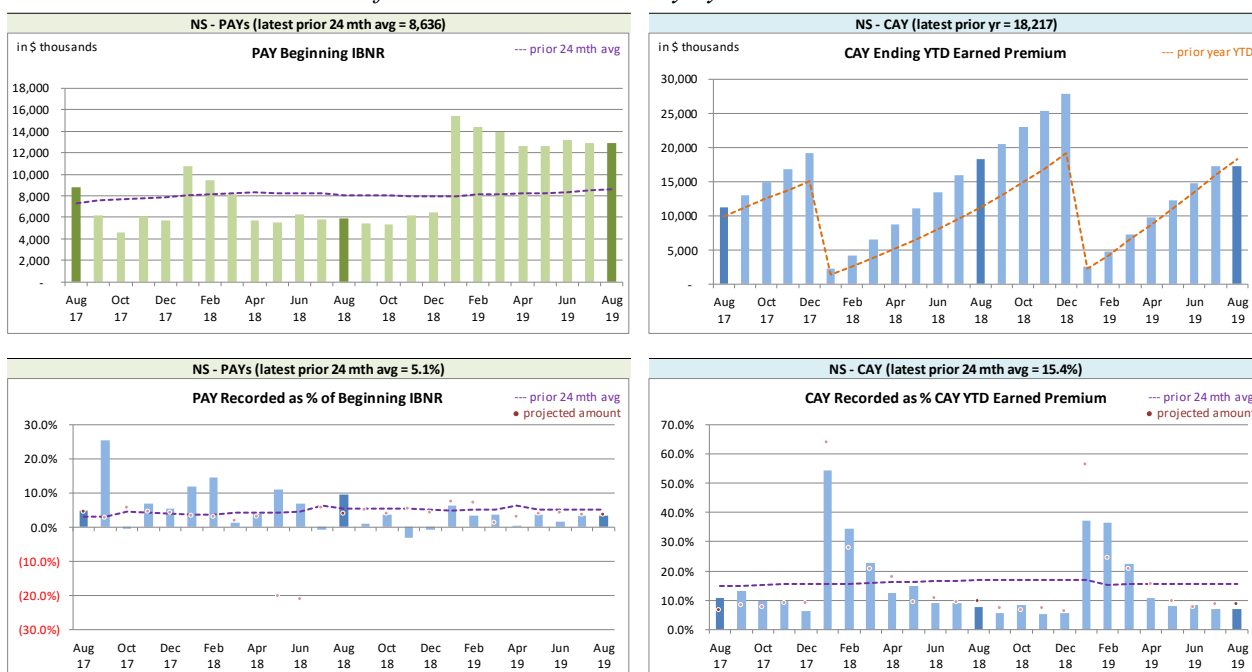 NS - PAYs (latest prior 24 mth avg = 8,636)
in $ thousands
PAY Beginning IBNR
--- prior 24 mth avg
18,000
16,000
14,000
12,000
10,000
8,000
6,000
4,000
2,000
-
Aug Oct Dec Feb Apr Jun Aug Oct Dec Feb Apr Jun Aug
17 17 17 18 18 18 18 18 18 19 19 19 19
NS - CAY (latest prior yr = 18,217)
in $ thousands
CAY Ending YTD Earned Premium
--- prior year YTD
30,000
25,000
20,000
15,000
10,000
5,000
-
Aug Oct Dec Feb Apr Jun Aug Oct Dec Feb Apr Jun Aug
17 17 17 18 18 18 18 18 18 19 19 19 19
NS - PAYs (latest prior 24 mth avg = 5.1%)
PAY Recorded as % of Beginning IBNR
--- prior 24 mth avg
• projected amount
30.0%
20.0%
10.0%
0.0%
(10.0%)
(20.0%)
(30.0%)
Aug Oct Dec Feb Apr Jun Aug Oct Dec Feb Apr Jun Aug
17 17 17 18 18 18 18 18 18 19 19 19 19
NS - CAY (latest prior 24 mth avg = 15.4%)
CAY Recorded as % CAY YTD Earned Premium
--- prior 24 mth avg
• projected amount
70.0%
60.0%
50.0%
40.0%
30.0%
20.0%
10.0%
0.0%
Aug Oct Dec Feb Apr Jun Aug Oct Dec Feb Apr Jun Aug
17 17 17 18 18 18 18 18 18 19 19 19 19